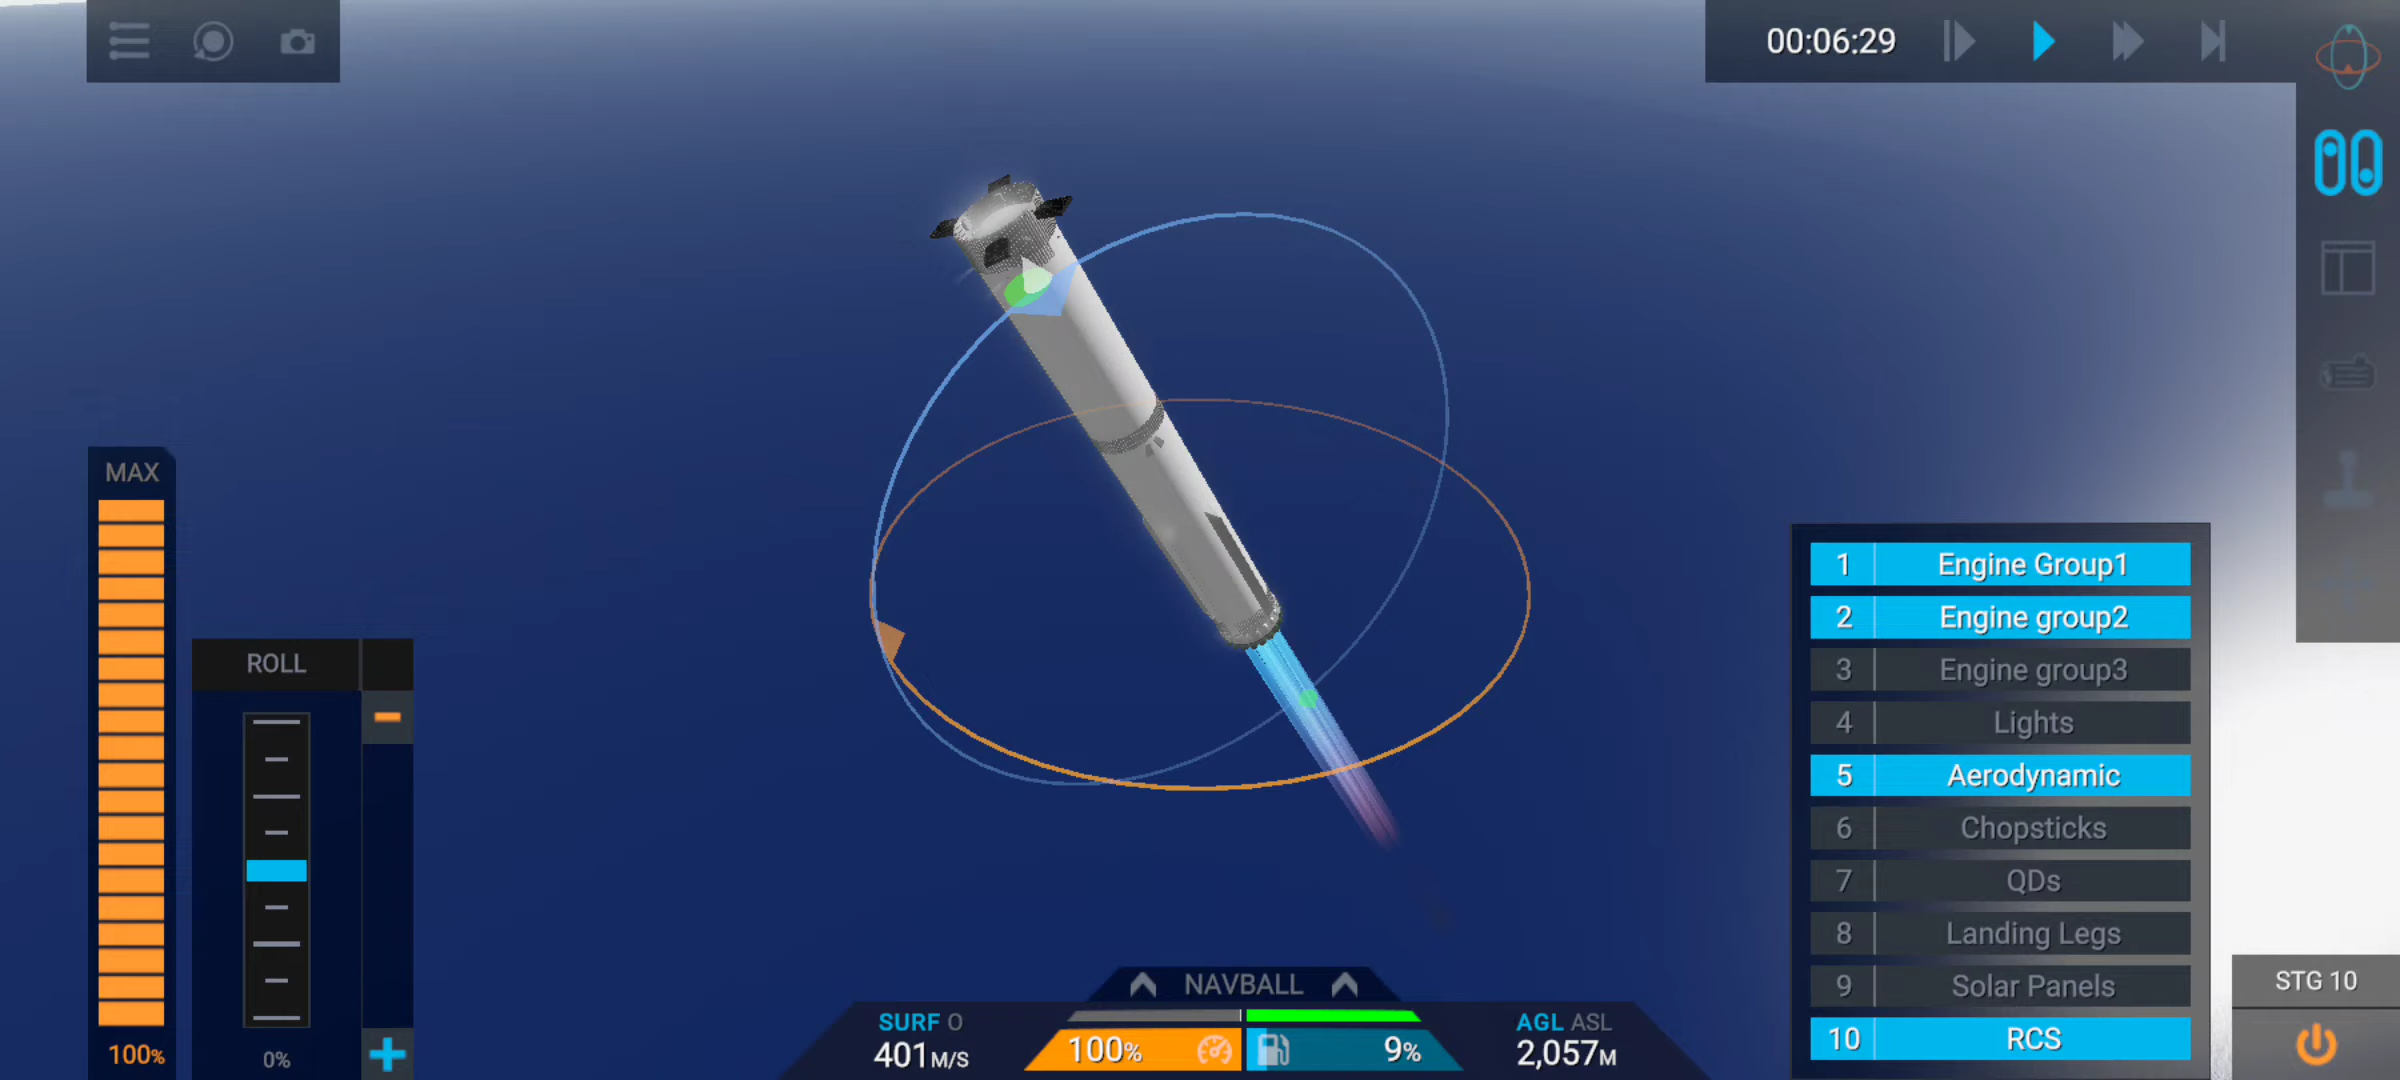 00:06:29
MAX
100%
ROLL
0%
NAVBALL
SURF O
401M/S
100%
9%
AGL ASL
2,057M
1 Engine Group1
2 Engine group2
3 Engine group3
4 Lights
5 Aerodynamic
6 Chopsticks
7 QDs
8 Landing Legs
9 Solar Panels
10 RCS
STG 10